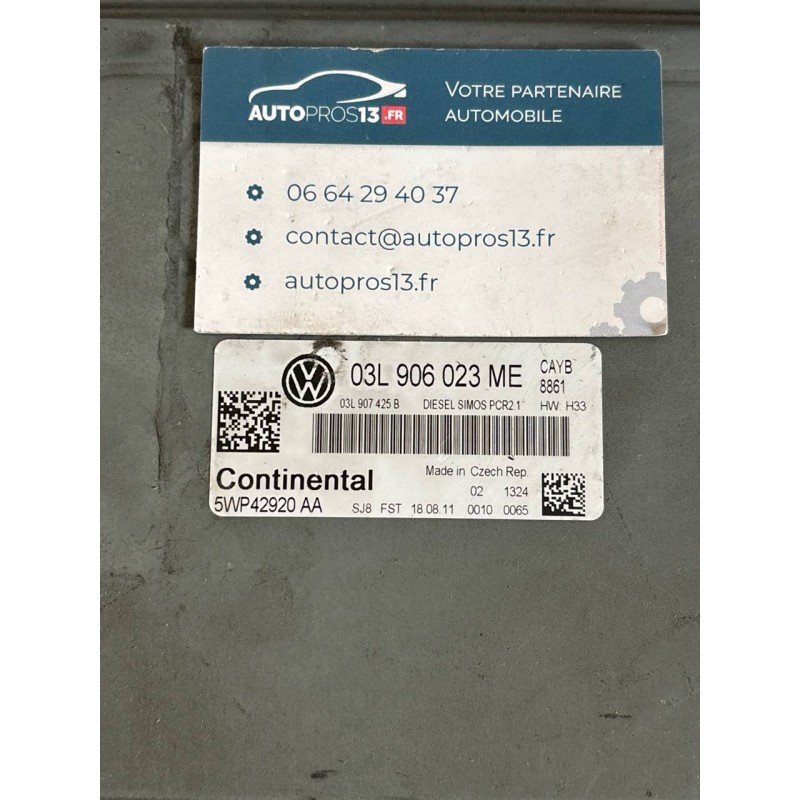 AUTOPROS13.FR
VOTRE PARTENAIRE
AUTOMOBILE
06 64 29 40 37
contact@autopros13.fr
autopros13.fr
VW 03L 906 023 ME CAYB
8861
03L 907 425 B DIESEL SIMOS PCR2.1 HW: H33
Continental Made in Czech Rep.
02 1324
5WP42920 AA SJ8 FST 18.08.11 0010 0065